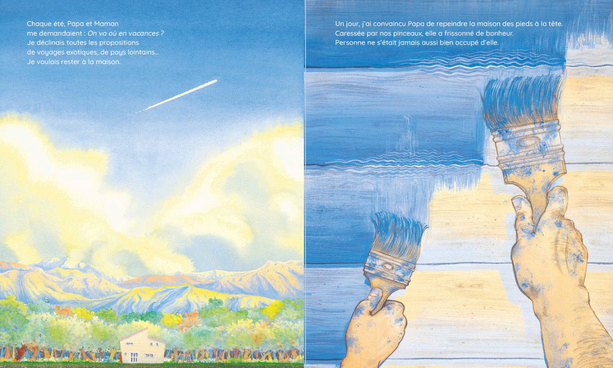 Chaque été, Papa et Maman
me demandaient : On va où en vacances ?
Je déclinais toutes les propositions
de voyages exotiques, de pays lointains...
Je voulais rester à la maison.
Un jour, j'ai convaincu Papa de repeindre la maison des pieds à la tête.
Caressée par nos pinceaux, elle a frissonné de bonheur.
Personne ne s'était jamais aussi bien occupé d'elle.